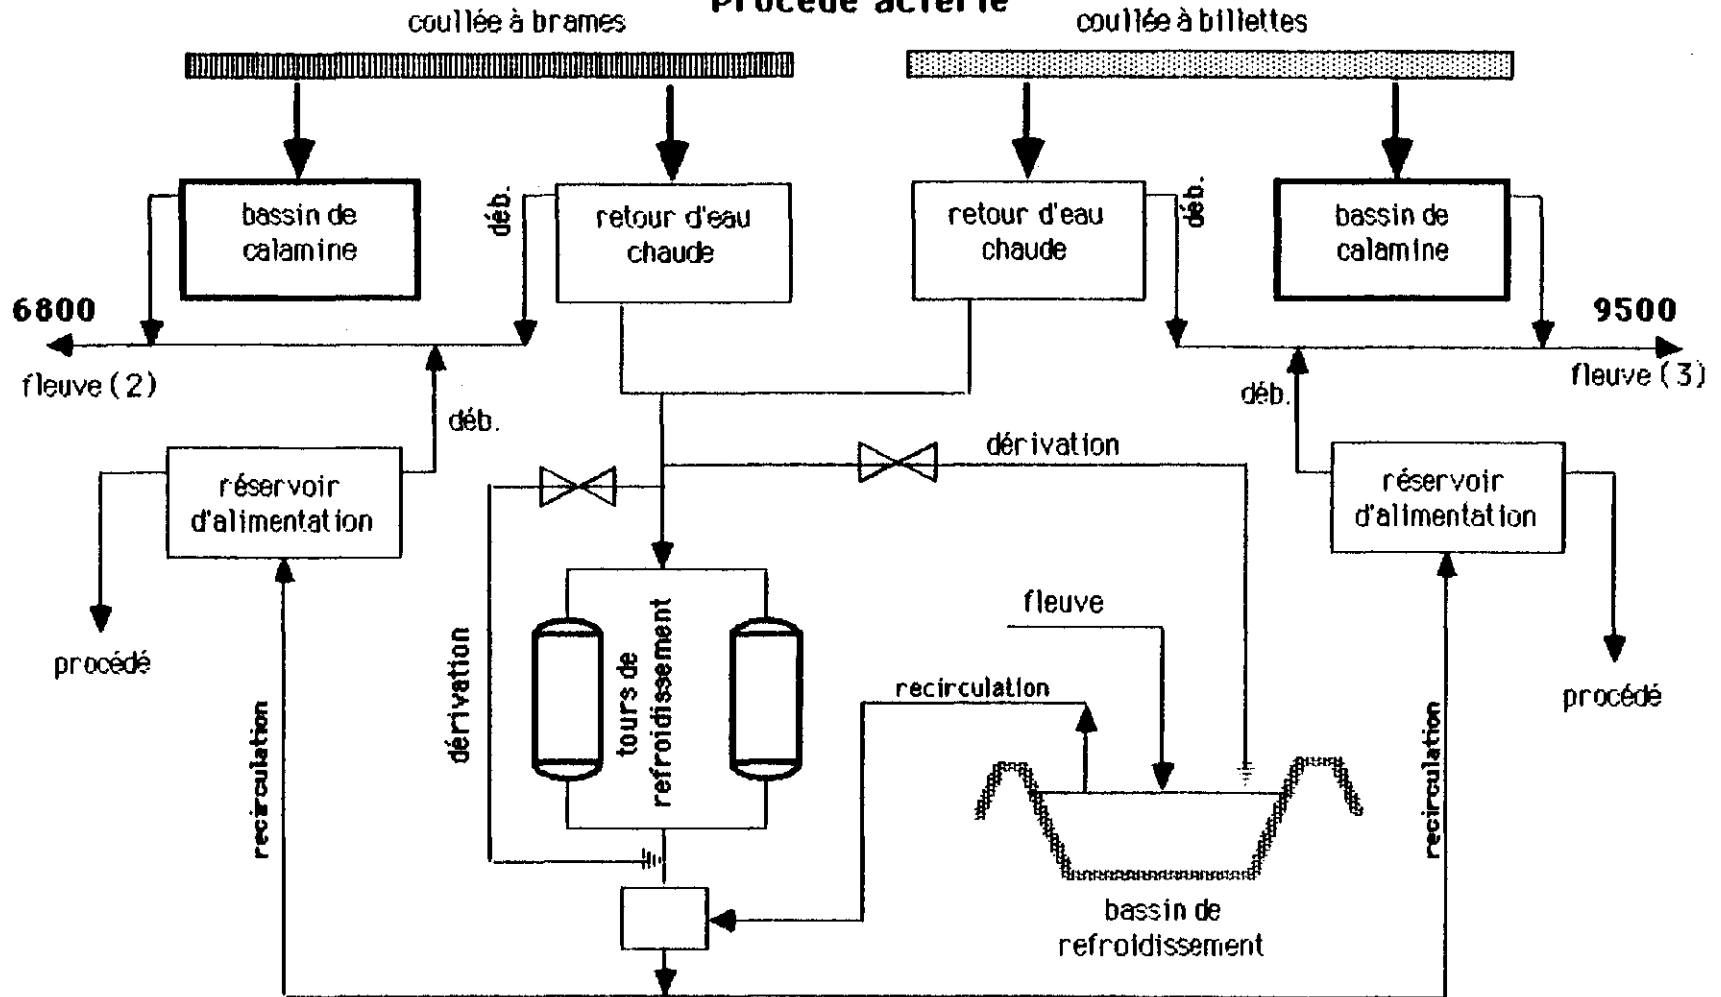 Procédé aciérie
coullée à brames
coullée à billettes
déb.
déb.
bassin de
calamine
retour d'eau
chaude
retour d'eau
chaude
bassin de
calamine
6800
9500
fleuve (2)
fleuve (3)
déb.
déb.
dérivation
réservoir
d'alimentation
réservoir
d'alimentation
fleuve
procédé
procédé
dérivation
tours de
refroidissement
recirculation
recirculation
recirculation
bassin de
refroidissement